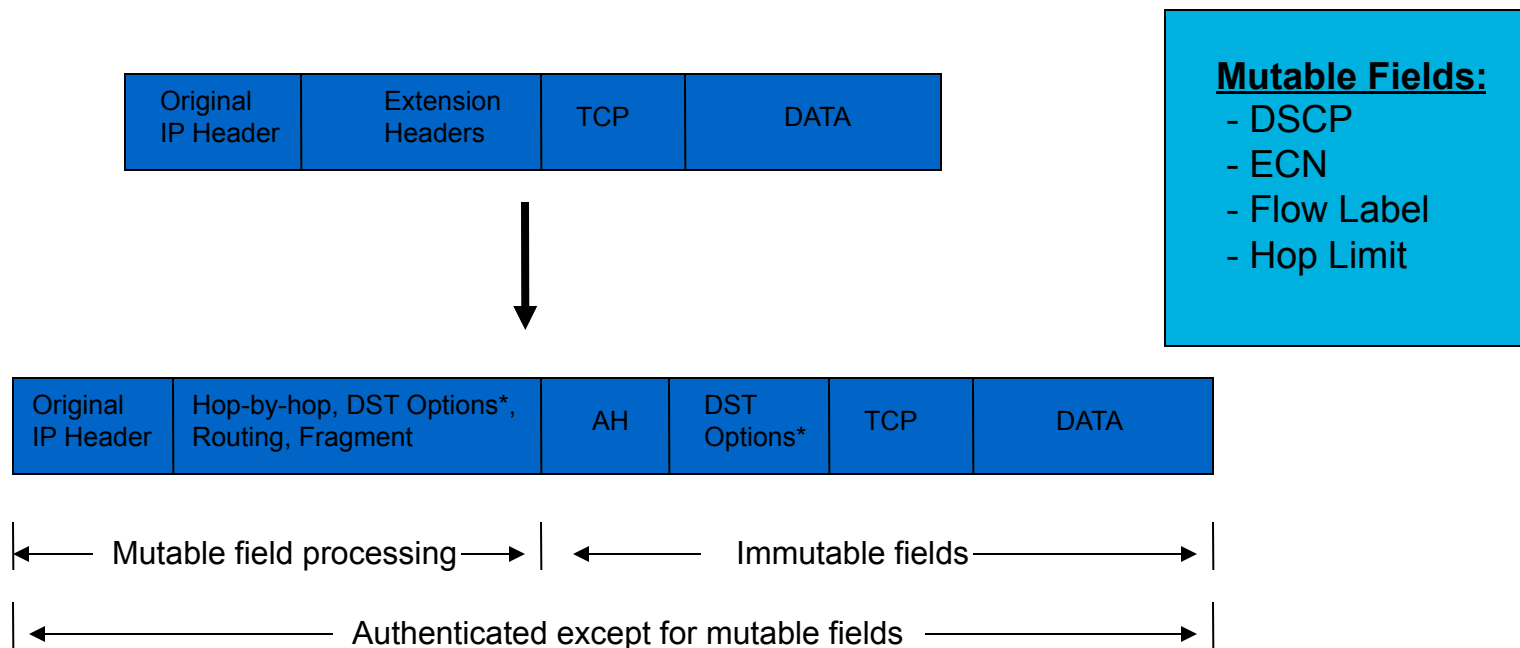 Original
IP Header
Extension
Headers
TCP
DATA
Mutable Fields:
- DSCP
- ECN
- Flow Label
- Hop Limit
Original
IP Header
Hop-by-hop, DST Options*,
Routing, Fragment
AH
DST
Options*
TCP
DATA
Mutable field processing
Immutable fields
Authenticated except for mutable fields